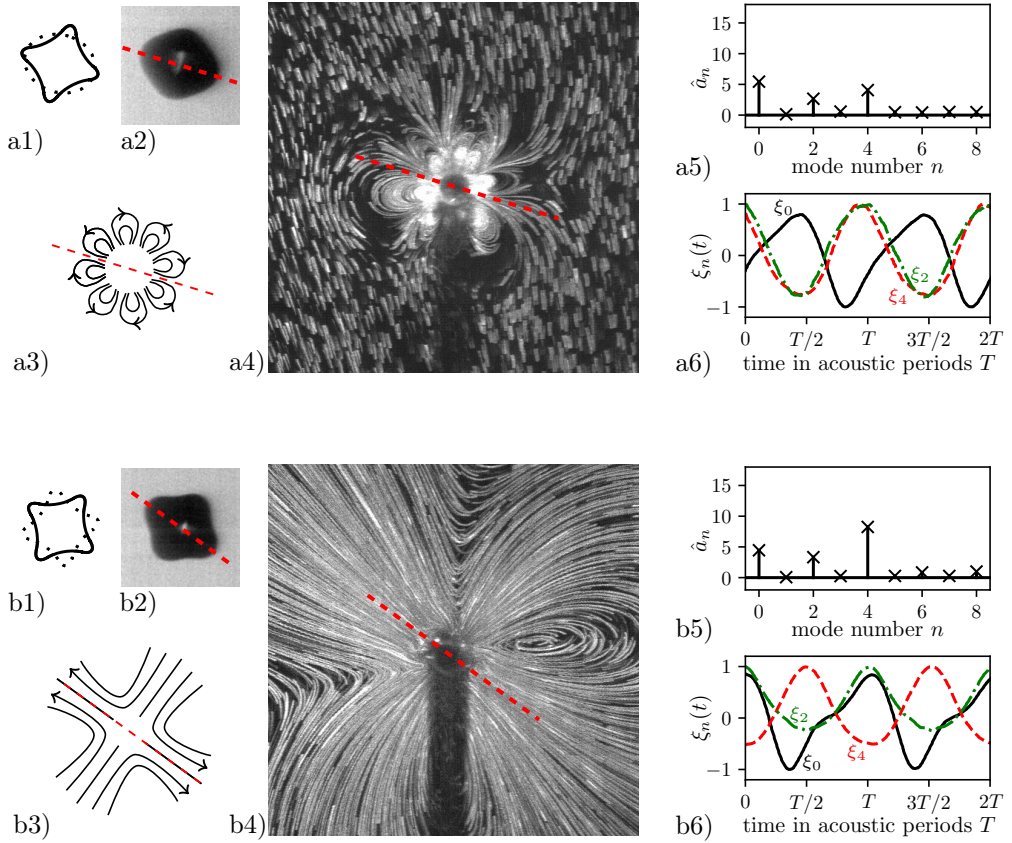 a1)
a2)
a3)
a4)
15
10
5
0
â_n
0 2 4 6 8
mode number n
a5)
1
0
−1
ξ_n(t)
ξ_0
ξ_2
ξ_4
0 T/2 T 3T/2 2T
time in acoustic periods T
a6)
b1)
b2)
b3)
b4)
15
10
5
0
â_n
0 2 4 6 8
mode number n
b5)
1
0
−1
ξ_n(t)
ξ_2
ξ_0
ξ_4
0 T/2 T 3T/2 2T
time in acoustic periods T
b6)